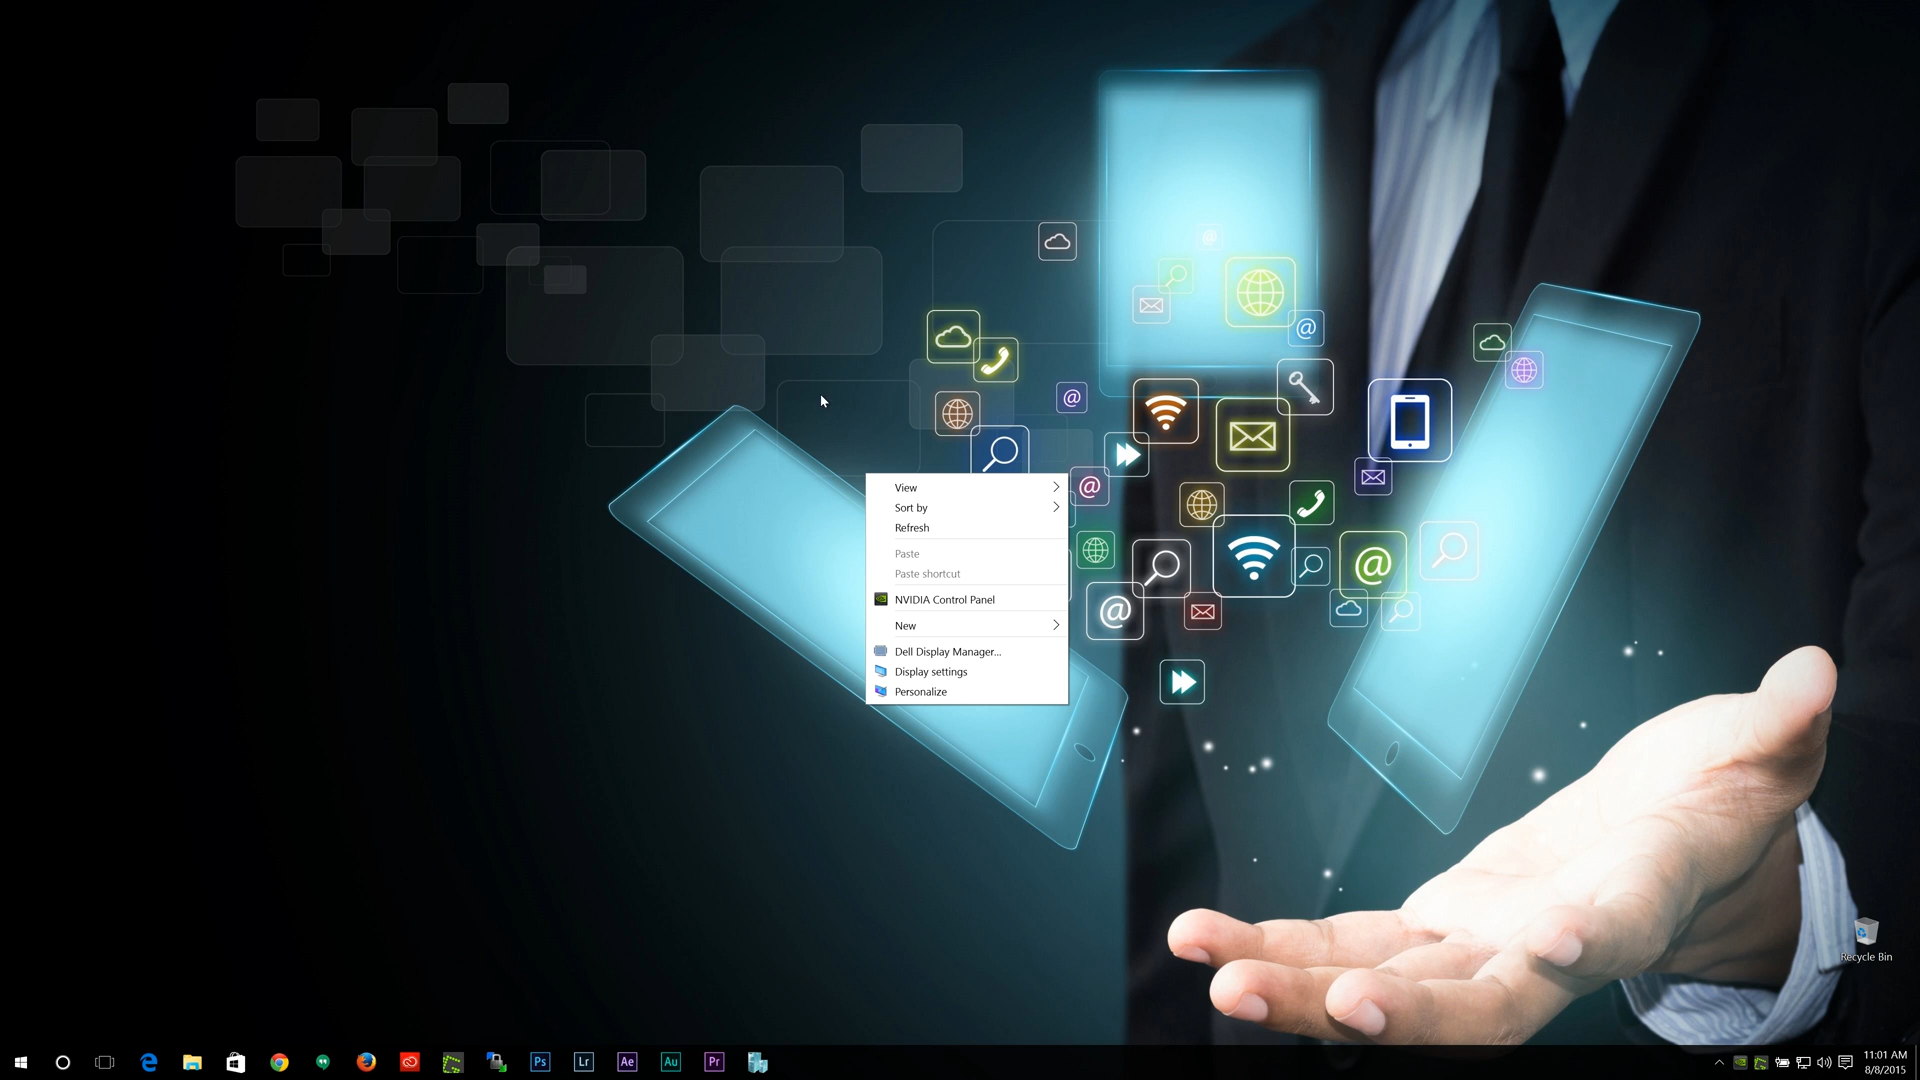 View
Sort by
Refresh
Paste
Paste shortcut
NVIDIA Control Panel
New
Dell Display Manager...
Display settings
Personalize
Recycle Bin
Ps
Lr
Ae
Au
Pr
11:01 AM
8/8/2015